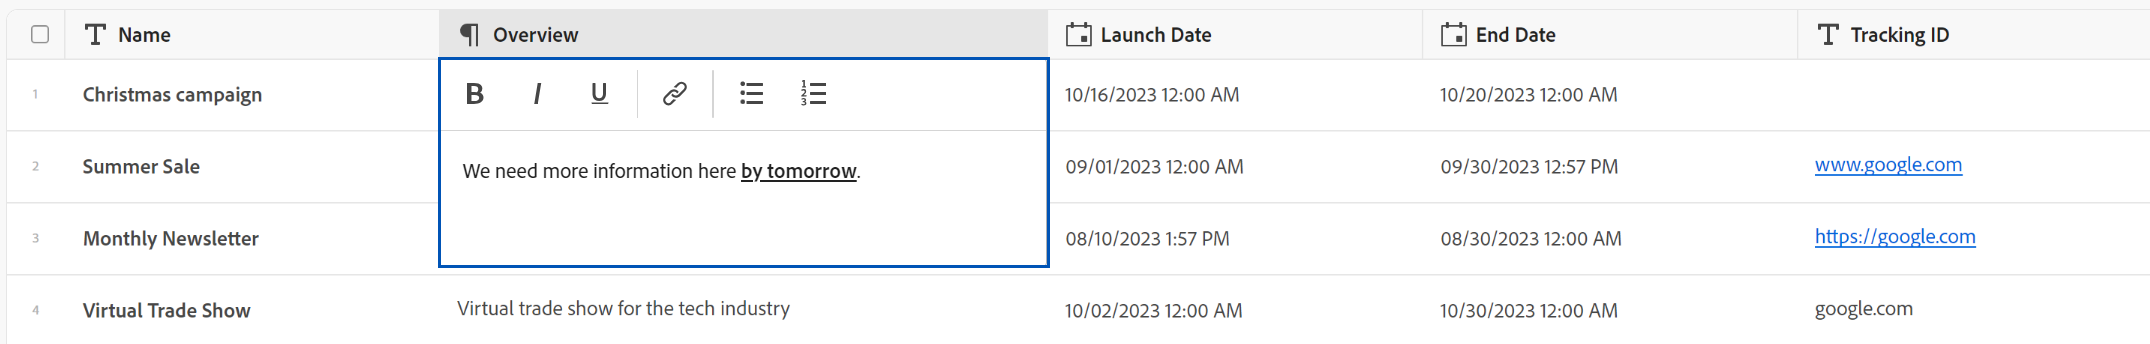 Name Overview Launch Date End Date Tracking ID
B I U
1 Christmas campaign 10/16/2023 12:00 AM 10/20/2023 12:00 AM
2 Summer Sale 09/01/2023 12:00 AM 09/30/2023 12:57 PM www.google.com
We need more information here by tomorrow.
3 Monthly Newsletter 08/10/2023 1:57 PM 08/30/2023 12:00 AM https://google.com
4 Virtual Trade Show Virtual trade show for the tech industry 10/02/2023 12:00 AM 10/30/2023 12:00 AM google.com